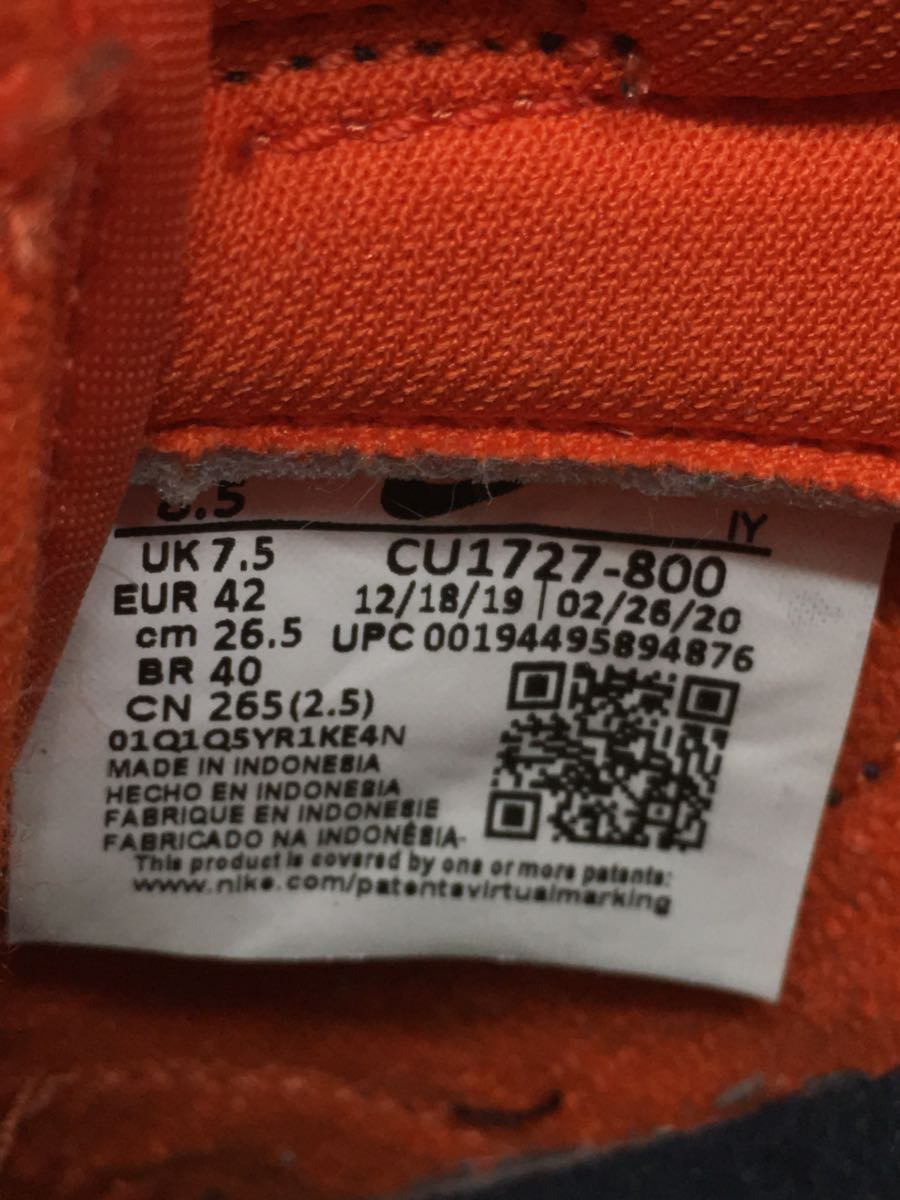 8.5
IY
UK 7.5
CU1727-800
EUR 42
12/18/19 | 02/26/20
cm 26.5
UPC 00194495894876
BR 40
CN 265(2.5)
01Q1Q5YR1KE4N
MADE IN INDONESIA
HECHO EN INDONESIA
FABRIQUE EN INDONESIE
FABRICADO NA INDONÉSIA
This product is covered by one or more patents:
www.nike.com/patentsvirtualmarking